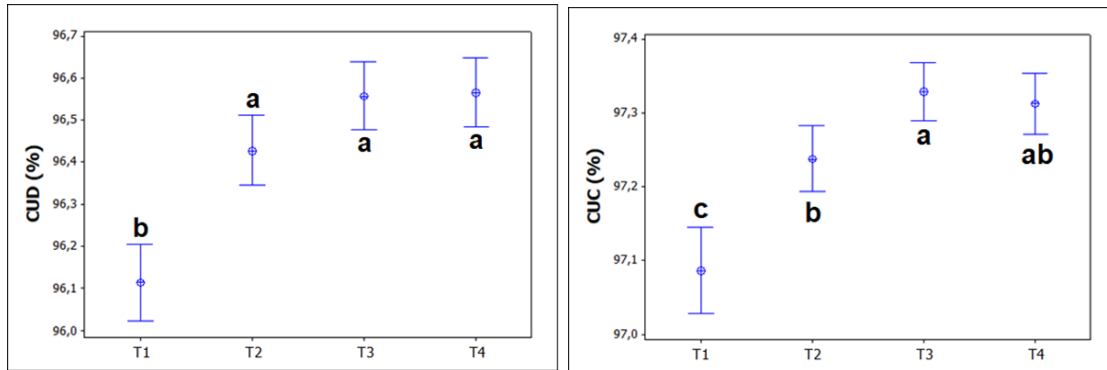 CUD (%)
96,7
96,6
96,5
96,4
96,3
96,2
96,1
96,0
b
a
a
a
T1 T2 T3 T4
CUC (%)
97,4
97,3
97,2
97,1
97,0
c
b
a
ab
T1 T2 T3 T4